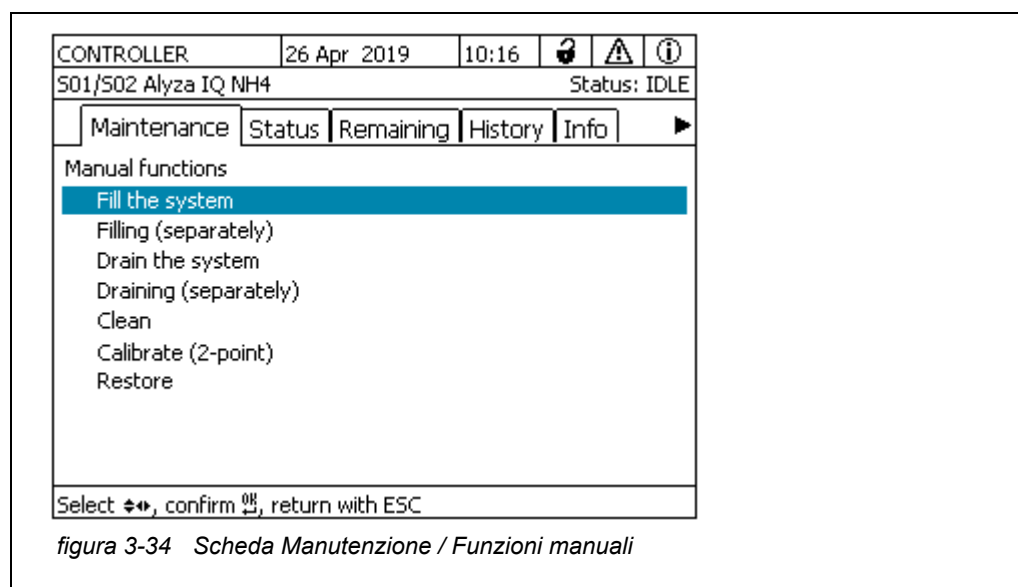 CONTROLLER 26 Apr 2019 10:16
S01/S02 Alyza IQ NH4 Status: IDLE
Maintenance Status Remaining History Info
Manual functions
Fill the system
Filling (separately)
Drain the system
Draining (separately)
Clean
Calibrate (2-point)
Restore
Select , confirm OK, return with ESC
figura 3-34 Scheda Manutenzione / Funzioni manuali